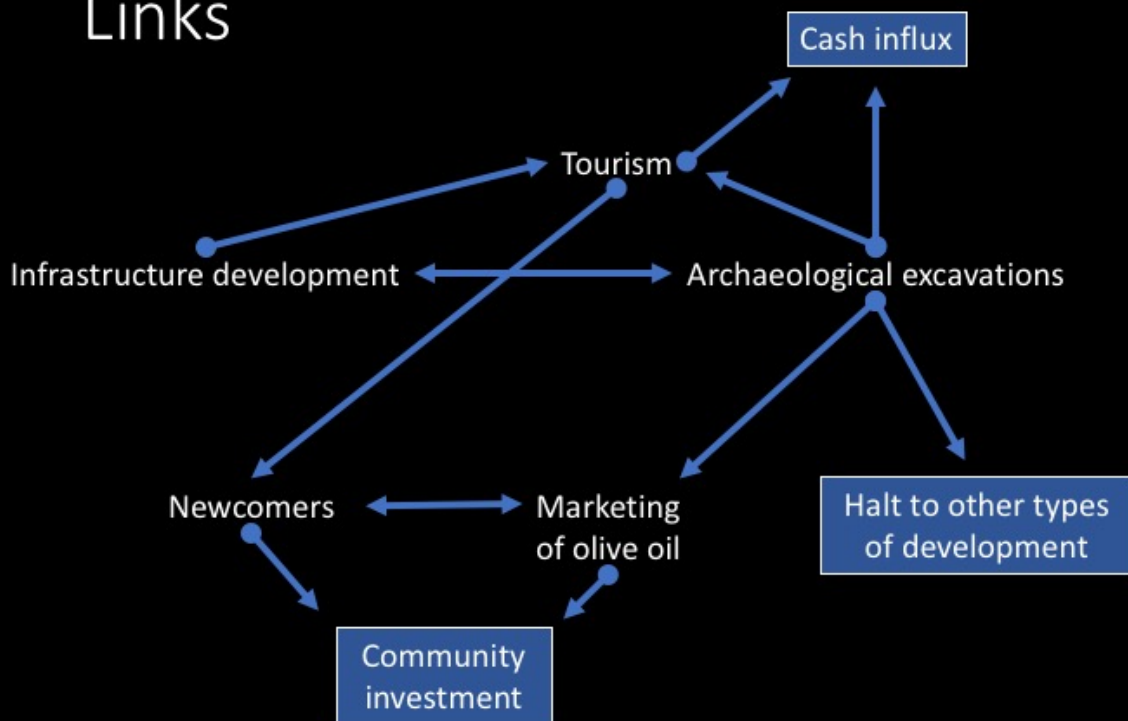 Links
Cash influx
Tourism
Infrastructure development
Archaeological excavations
Newcomers
Marketing
of olive oil
Halt to other types
of development
Community
investment